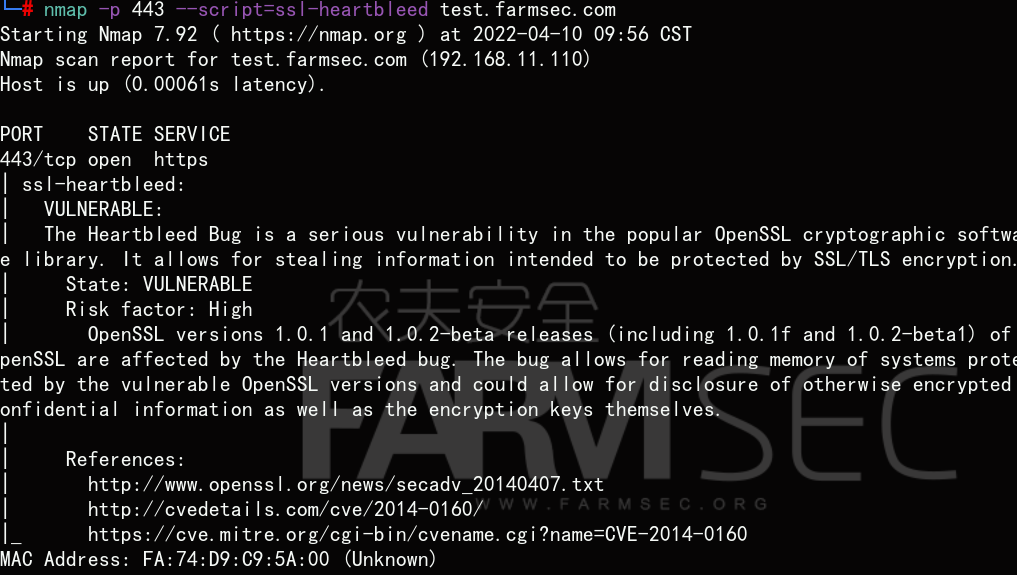 └─# nmap -p 443 --script=ssl-heartbleed test.farmsec.com
Starting Nmap 7.92 ( https://nmap.org ) at 2022-04-10 09:56 CST
Nmap scan report for test.farmsec.com (192.168.11.110)
Host is up (0.00061s latency).
PORT    STATE SERVICE
443/tcp open  https
| ssl-heartbleed:
|   VULNERABLE:
|   The Heartbleed Bug is a serious vulnerability in the popular OpenSSL cryptographic softwa
e library. It allows for stealing information intended to be protected by SSL/TLS encryption.
|     State: VULNERABLE
|     Risk factor: High
|       OpenSSL versions 1.0.1 and 1.0.2-beta releases (including 1.0.1f and 1.0.2-beta1) of
penSSL are affected by the Heartbleed bug. The bug allows for reading memory of systems prote
ted by the vulnerable OpenSSL versions and could allow for disclosure of otherwise encrypted
onfidential information as well as the encryption keys themselves.
|
|     References:
|       http://www.openssl.org/news/secadv_20140407.txt
|       http://cvedetails.com/cve/2014-0160/
|_      https://cve.mitre.org/cgi-bin/cvename.cgi?name=CVE-2014-0160
MAC Address: FA:74:D9:C9:5A:00 (Unknown)
农夫安全
FARMSEC
WWW.FARMSEC.ORG